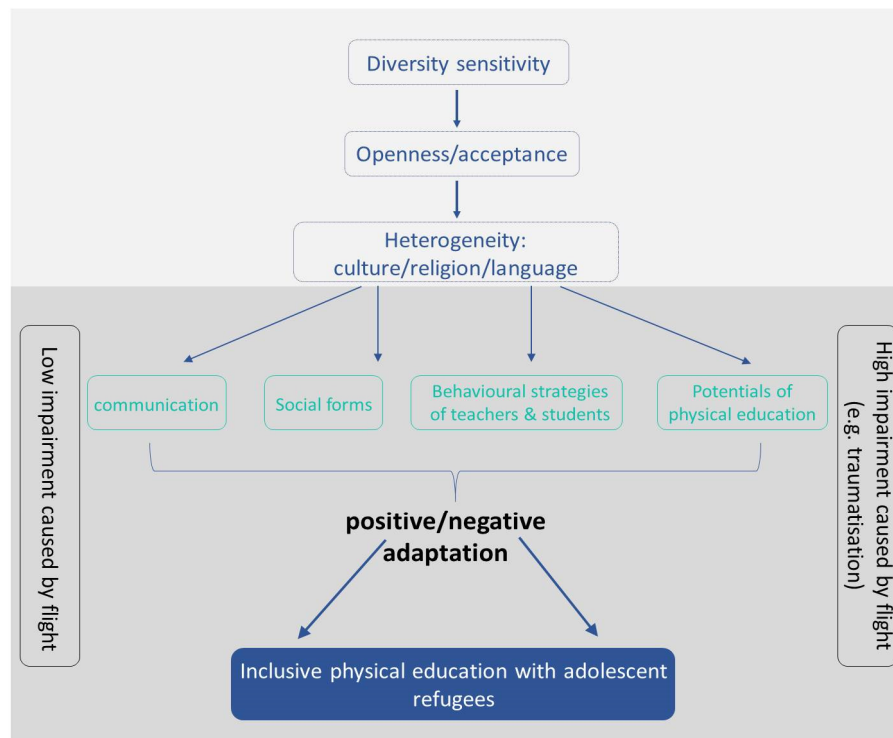 Diversity sensitivity
Openness/acceptance
Heterogeneity:
culture/religion/language
Low impairment caused by flight
communication
Social forms
Behavioural strategies
of teachers & students
Potentials of
physical education
High impairment caused by flight
(e.g. traumatisation)
positive/negative
adaptation
Inclusive physical education with adolescent
refugees